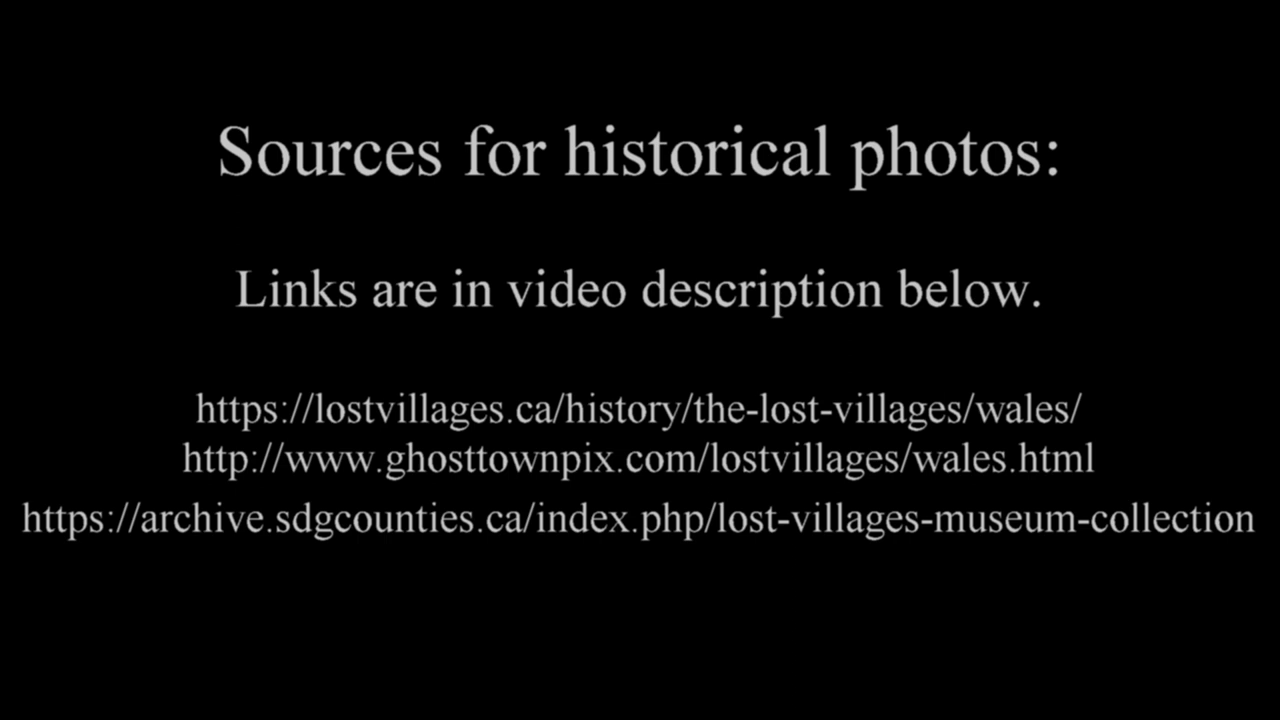 Sources for historical photos:
Links are in video description below.
https://lostvillages.ca/history/the-lost-villages/wales/
http://www.ghosttownpix.com/lostvillages/wales.html
https://archive.sdgcounties.ca/index.php/lost-villages-museum-collection